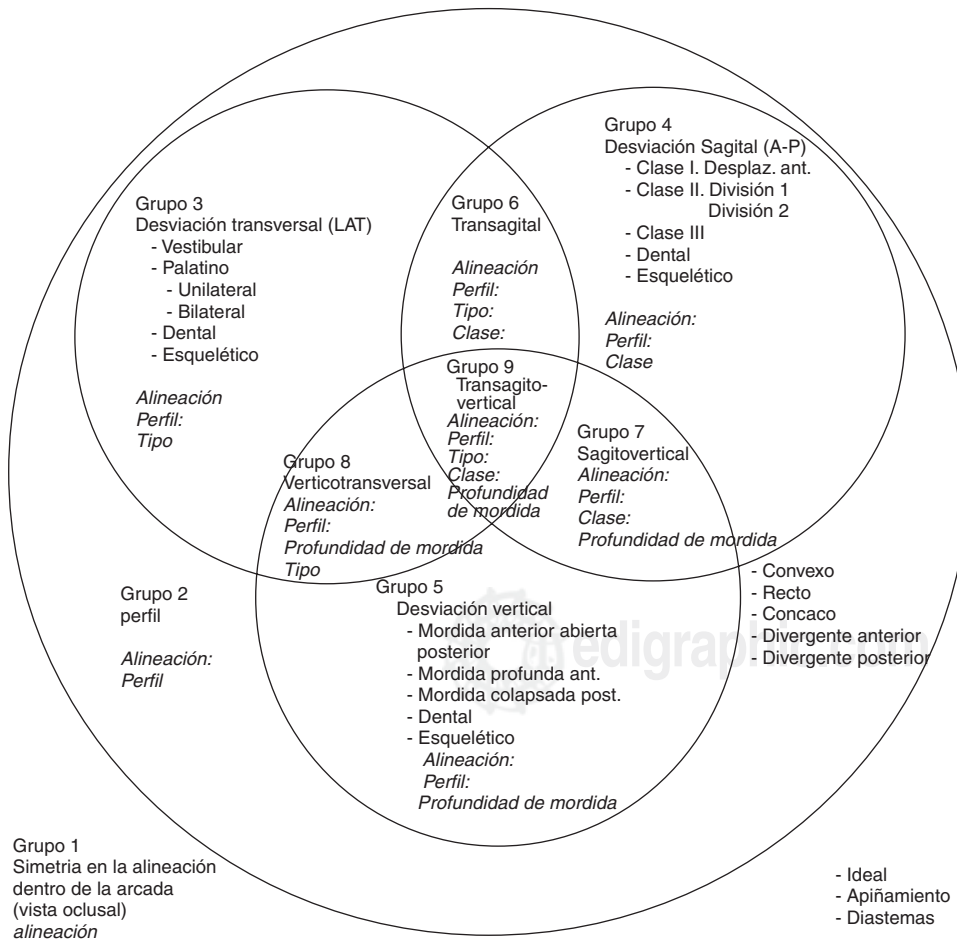 Grupo 4
Desviación Sagital (A-P)
- Clase I. Desplaz. ant.
- Clase II. División 1
División 2
- Clase III
- Dental
- Esquelético
Alineación:
Perfil:
Clase
Grupo 3
Desviación transversal (LAT)
- Vestibular
- Palatino
- Unilateral
- Bilateral
- Dental
- Esquelético
Alineación
Perfil:
Tipo
Grupo 6
Transagital
Alineación
Perfil:
Tipo:
Clase:
Grupo 9
Transagito-
vertical
Alineación:
Perfil:
Tipo:
Clase:
Profundidad
de mordida
Grupo 7
Sagitovertical
Alineación:
Perfil:
Clase:
Profundidad de mordida
Grupo 8
Verticotransversal
Alineación:
Perfil:
Profundidad de mordida
Tipo
Grupo 2
perfil
Alineación:
Perfil
Grupo 5
Desviación vertical
- Mordida anterior abierta
posterior
- Mordida profunda ant.
- Mordida colapsada post.
- Dental
- Esquelético
Alineación:
Perfil:
Profundidad de mordida
- Convexo
- Recto
- Concaco
- Divergente anterior
- Divergente posterior
edigraphic.com
Grupo 1
Simetria en la alineación
dentro de la arcada
(vista oclusal)
alineación
- Ideal
- Apiñamiento
- Diastemas